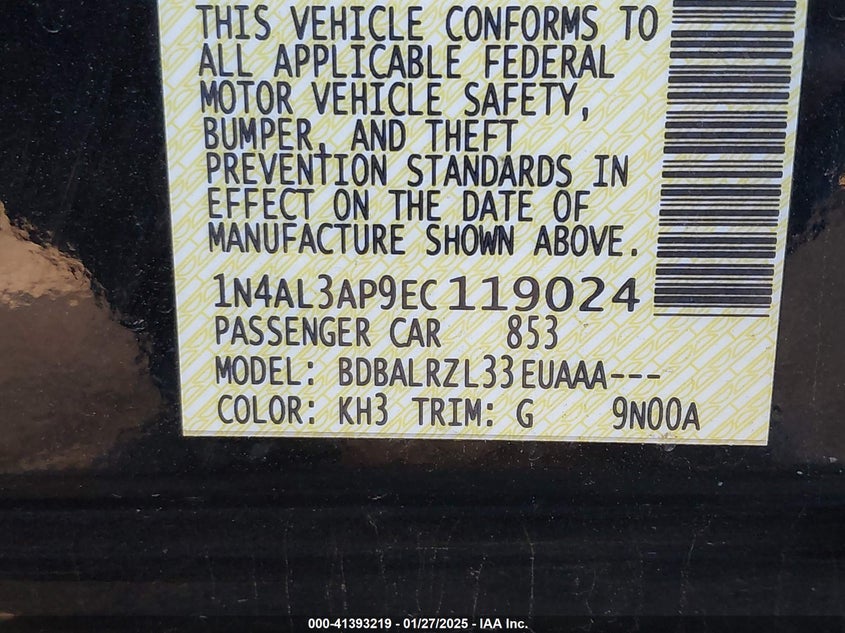 THIS VEHICLE CONFORMS TO
ALL APPLICABLE FEDERAL
MOTOR VEHICLE SAFETY,
BUMPER, AND THEFT
PREVENTION STANDARDS IN
EFFECT ON THE DATE OF
MANUFACTURE SHOWN ABOVE.
1N4AL3AP9EC119024
PASSENGER CAR 853
MODEL: BDBALRZL33EUAAA---
COLOR: KH3 TRIM: G 9N00A
000-41393219 - 01/27/2025 - IAA Inc.